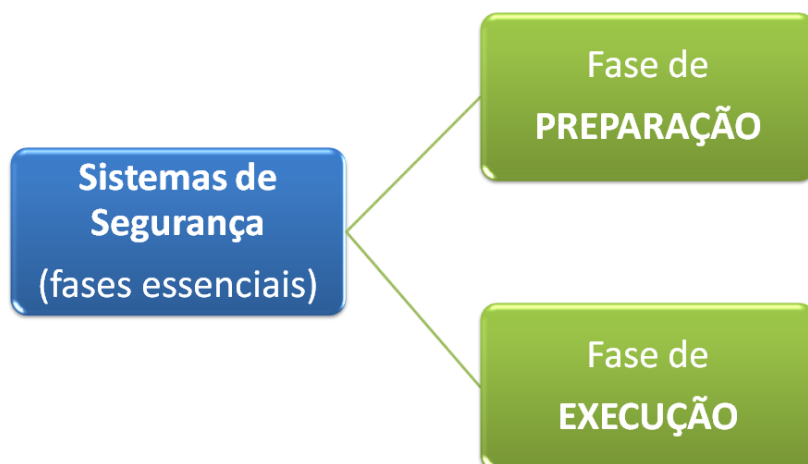 Sistemas de
Segurança
(fases essenciais)
Fase de
PREPARAÇÃO
Fase de
EXECUÇÃO